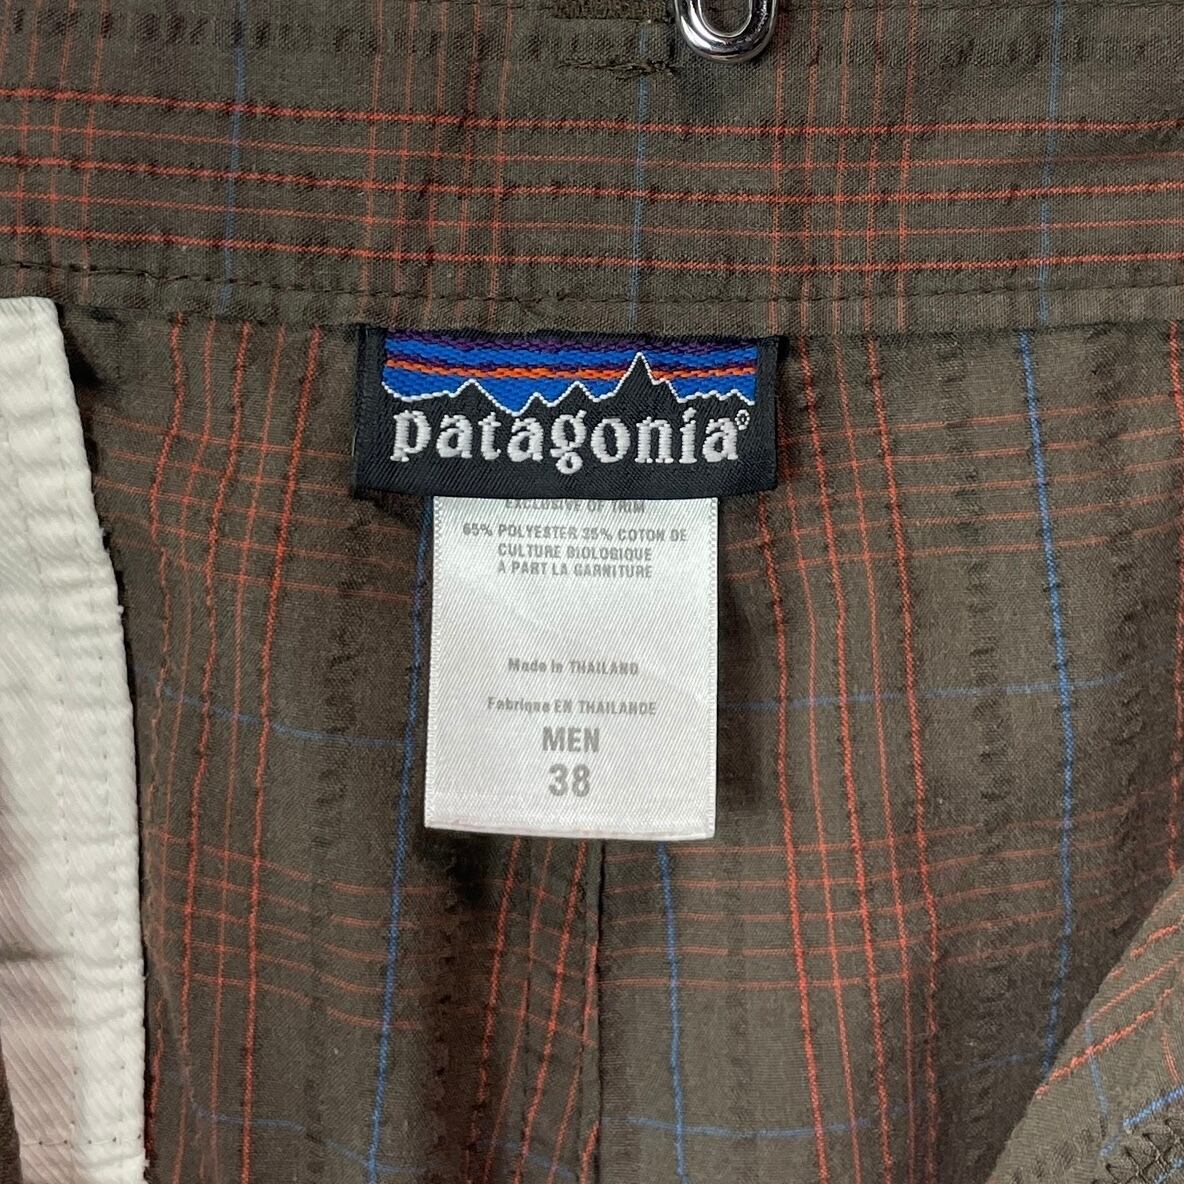 patagonia®
EXCLUSIVE OF TRIM
65% POLYESTER 35% COTON DE
CULTURE BIOLOGIQUE
A PART LA GARNITURE
Made in THAILAND
Fabrique EN THAILANDE
MEN
38